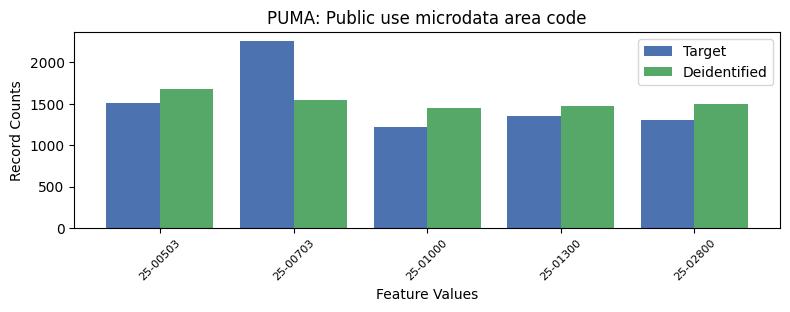 PUMA: Public use microdata area code
Target
Deidentified
Record Counts
2000
1500
1000
500
0
25-00503
25-00703
25-01000
25-01300
25-02800
Feature Values